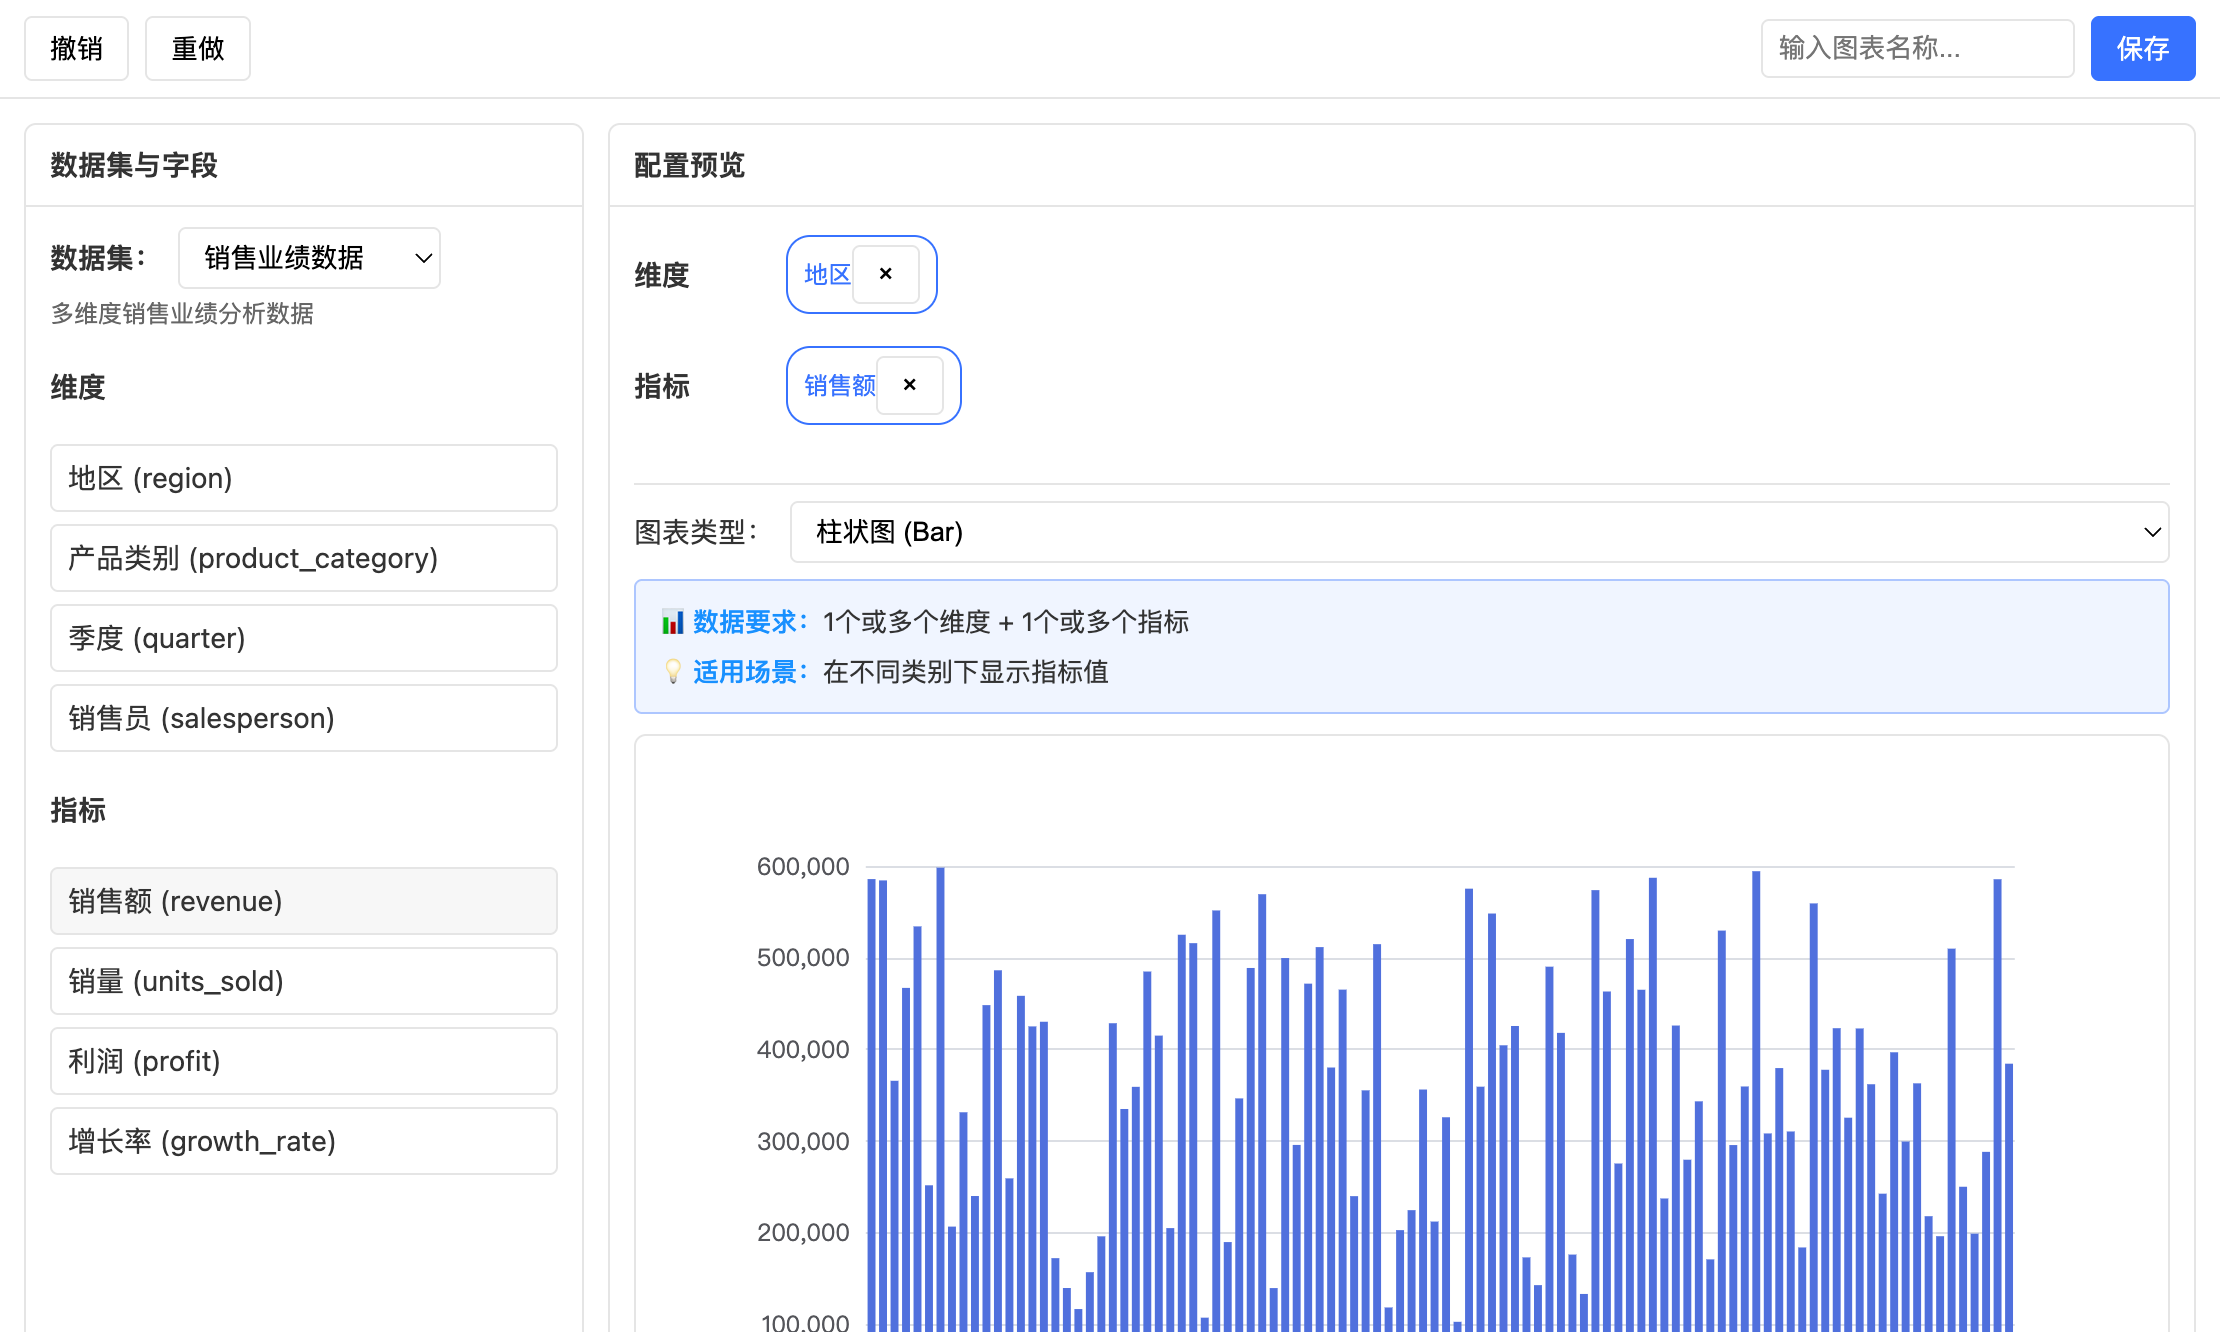 撤销 重做 输入图表名称... 保存
数据集与字段
数据集： 销售业绩数据
多维度销售业绩分析数据
维度
地区 (region)
产品类别 (product_category)
季度 (quarter)
销售员 (salesperson)
指标
销售额 (revenue)
销量 (units_sold)
利润 (profit)
增长率 (growth_rate)
配置预览
维度 地区 ×
指标 销售额 ×
图表类型： 柱状图 (Bar)
数据要求： 1个或多个维度 + 1个或多个指标
适用场景： 在不同类别下显示指标值
600,000
500,000
400,000
300,000
200,000
100,000